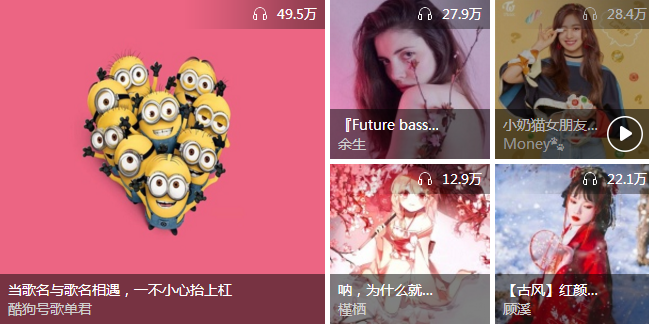 49.5万
当歌名与歌名相遇，一不小心抬上杠
酷狗号歌单君
27.9万
『Future bass...
余生
28.4万
小奶猫女朋友...
Money🐾
12.9万
呐，为什么就...
槿栖
22.1万
【古风】红颜...
顾溪